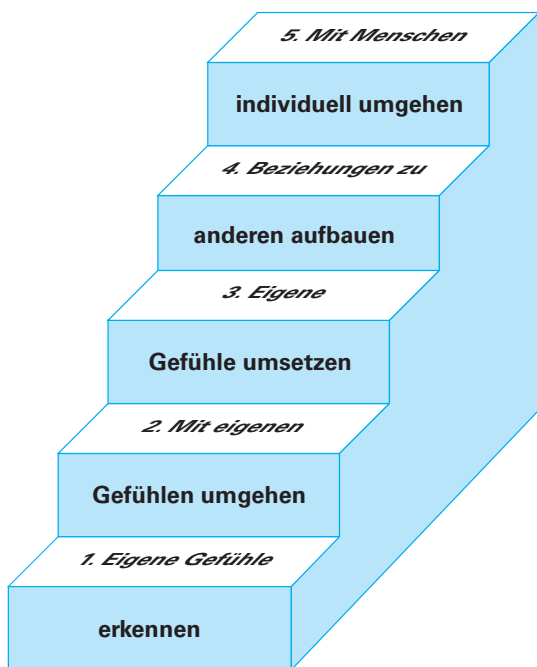 5. Mit Menschen
individuell umgehen
4. Beziehungen zu
anderen aufbauen
3. Eigene
Gefühle umsetzen
2. Mit eigenen
Gefühlen umgehen
1. Eigene Gefühle
erkennen